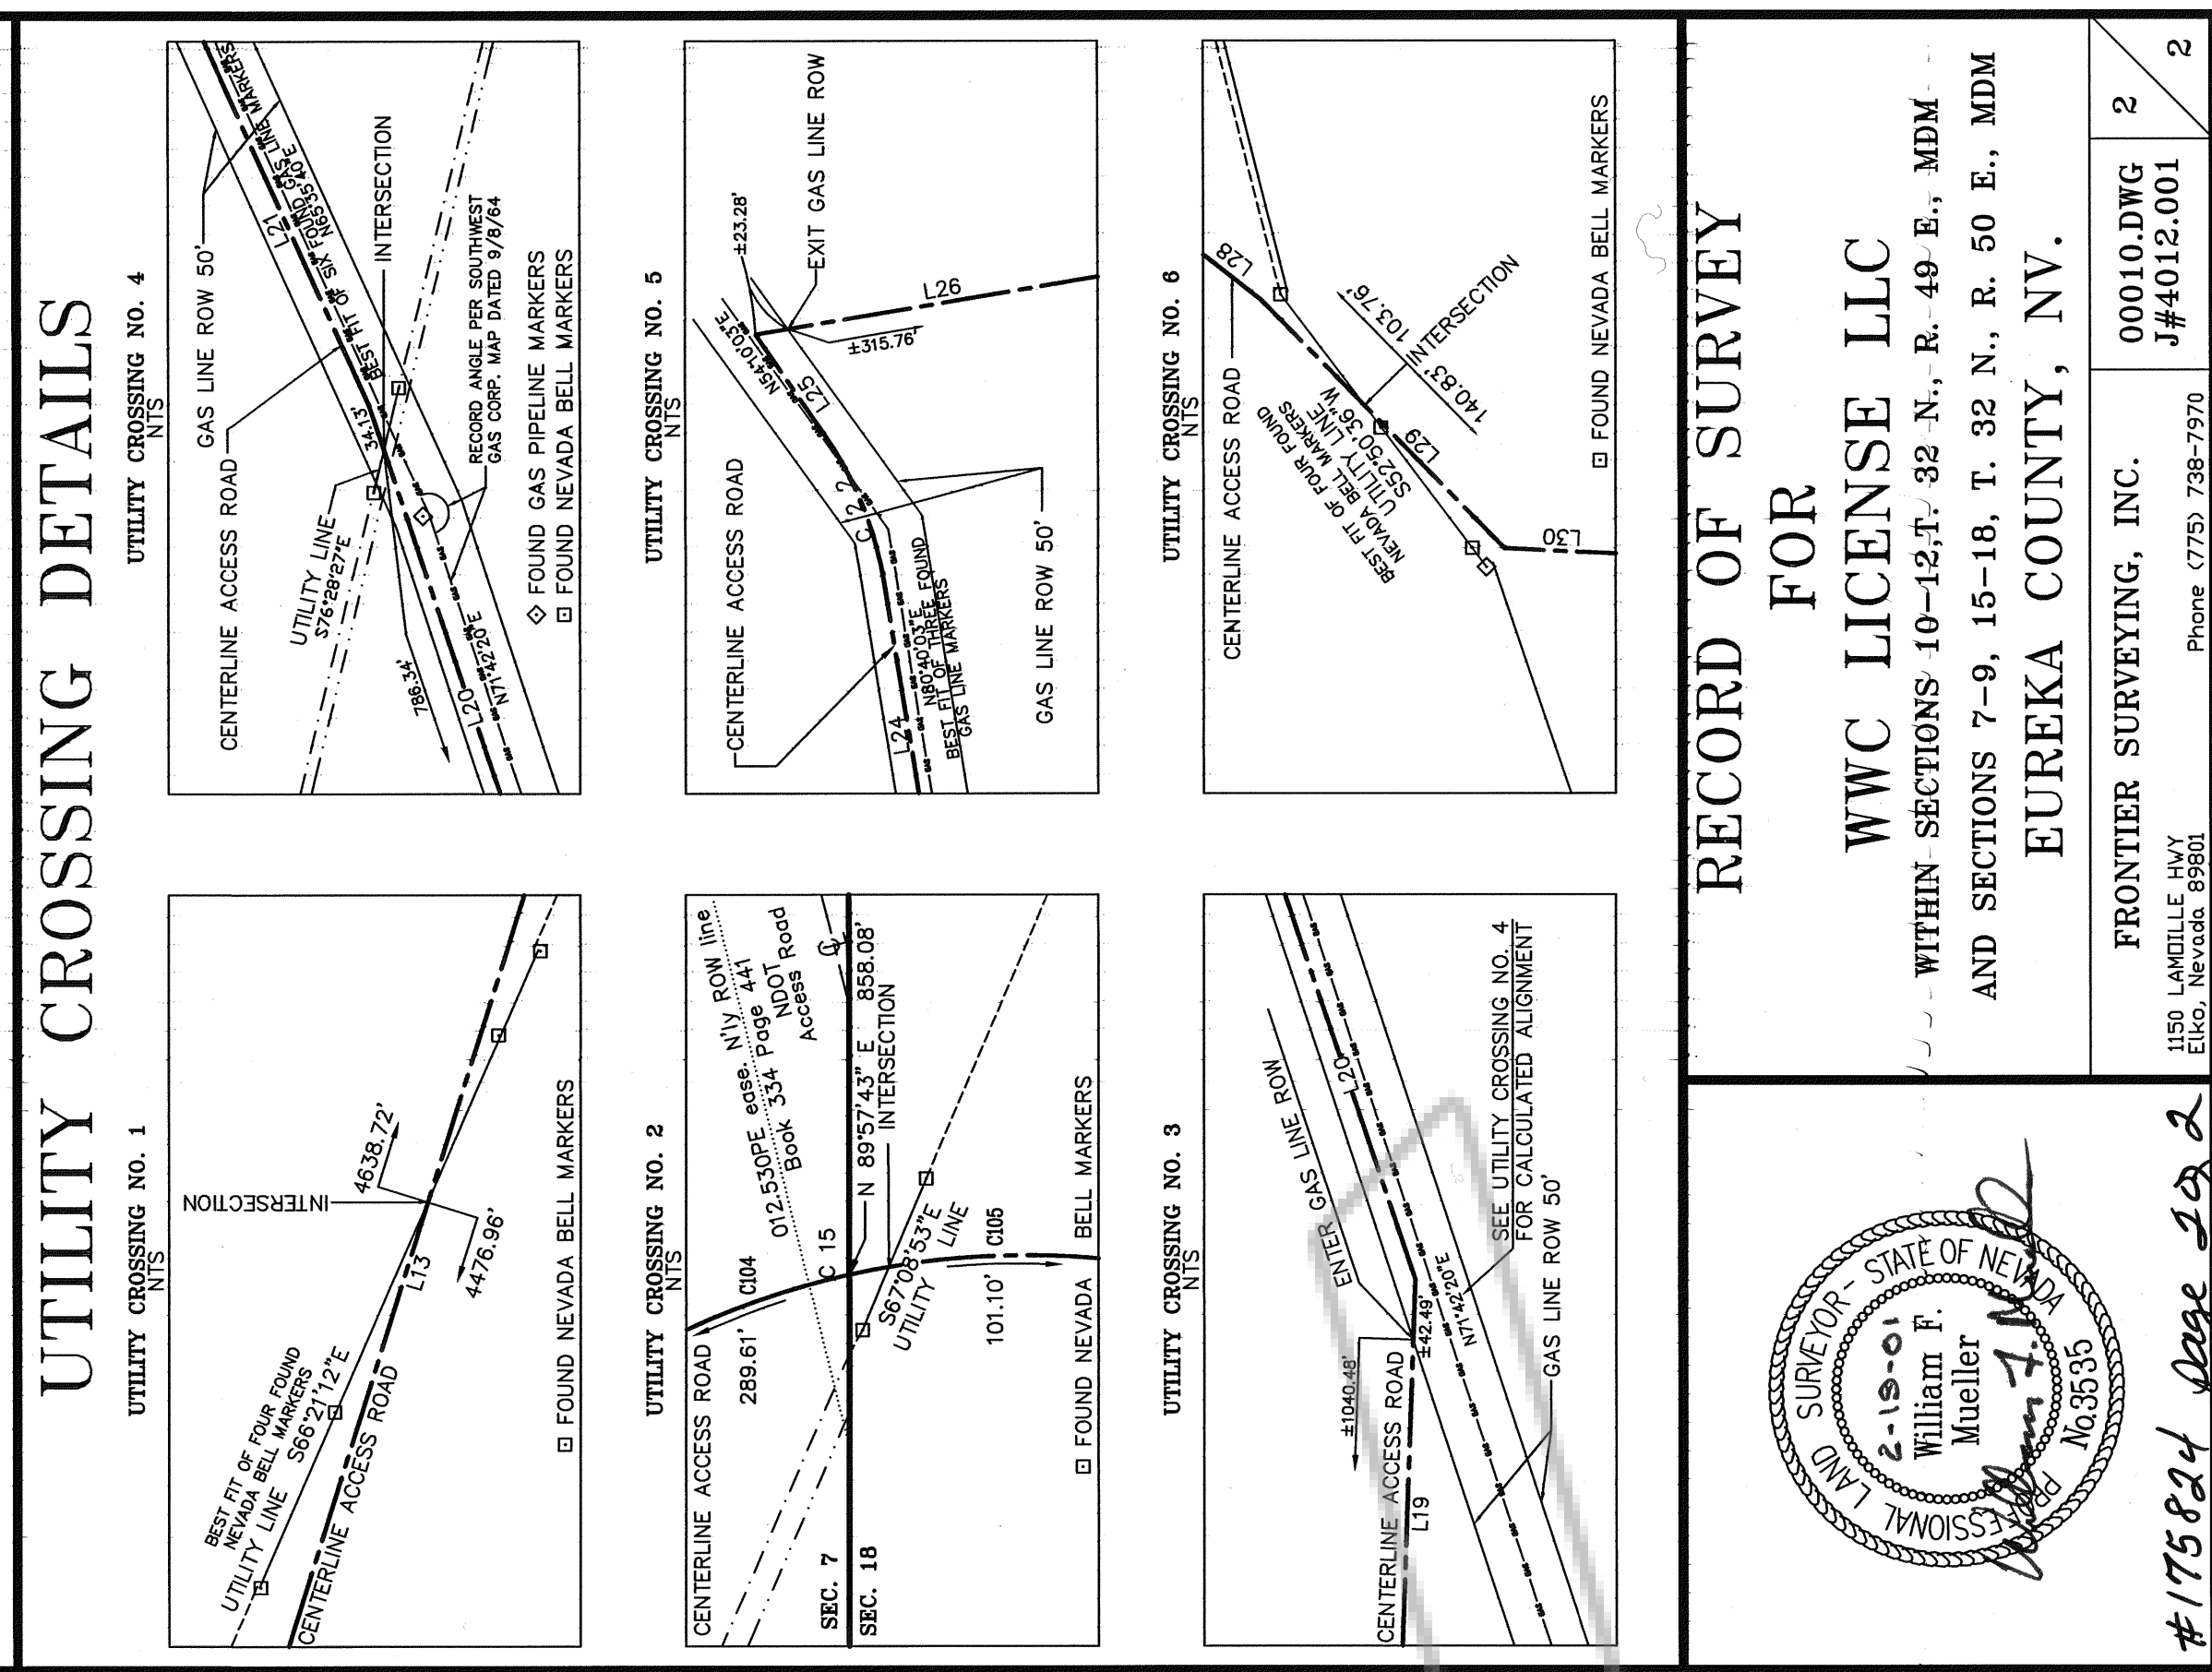 UTILITY CROSSING DETAILS
UTILITY CROSSING NO. 1
NTS
BEST FIT OF FOUR FOUND
NEVADA BELL MARKERS
UTILITY LINE S66°21'12"E
CENTERLINE ACCESS ROAD
L13
INTERSECTION
4638.72'
4476.96'
FOUND NEVADA BELL MARKERS
UTILITY CROSSING NO. 4
NTS
CENTERLINE ACCESS ROAD
GAS LINE ROW 50'
UTILITY LINE
S76°28'27"E
34.13'
L21
BEST FIT OF SIX FOUND GAS LINE MARKERS
N65°35'40"E
INTERSECTION
786.34'
L20
N71°42'20"E
RECORD ANGLE PER SOUTHWEST
GAS CORP. MAP DATED 9/8/64
FOUND GAS PIPELINE MARKERS
FOUND NEVADA BELL MARKERS
UTILITY CROSSING NO. 2
NTS
CENTERLINE ACCESS ROAD
289.61'
C104
012.530PE ease. N'ly ROW line
Book 334 Page 441
NDOT
Access Road
C 15
SEC. 7
SEC. 18
N 89°57'43" E 858.08'
INTERSECTION
S67°08'53"E
UTILITY LINE
101.10'
C105
FOUND NEVADA BELL MARKERS
UTILITY CROSSING NO. 5
NTS
CENTERLINE ACCESS ROAD
±23.28'
EXIT GAS LINE ROW
N54°10'03"E
L25
C 22
L26
±315.76'
L24
N80°40'03"E
BEST FIT OF THREE FOUND
GAS LINE MARKERS
GAS LINE ROW 50'
UTILITY CROSSING NO. 3
NTS
ENTER GAS LINE ROW
±1040.48'
CENTERLINE ACCESS ROAD
L19
±42.49'
L20
N71°42'20"E
SEE UTILITY CROSSING NO. 4
FOR CALCULATED ALIGNMENT
GAS LINE ROW 50'
UTILITY CROSSING NO. 6
NTS
CENTERLINE ACCESS ROAD
L28
BEST FIT OF FOUR FOUND
NEVADA BELL MARKERS
UTILITY LINE
S52°50'36"W
103.76'
INTERSECTION
140.83'
L29
L30
FOUND NEVADA BELL MARKERS
PROFESSIONAL LAND SURVEYOR - STATE OF NEVADA
William F.
Mueller
William F. Mueller
No.3535
#175824 Page 2 of 2
RECORD OF SURVEY
FOR
WWC LICENSE LLC
WITHIN SECTIONS 10-12,T. 32 N., R. 49 E., MDM
AND SECTIONS 7-9, 15-18, T. 32 N., R. 50 E., MDM
EUREKA COUNTY, NV.
FRONTIER SURVEYING, INC.
1150 LAMOILLE HWY
Elko, Nevada 89801
Phone (775) 738-7970
00010.DWG
J#4012.001
2
2